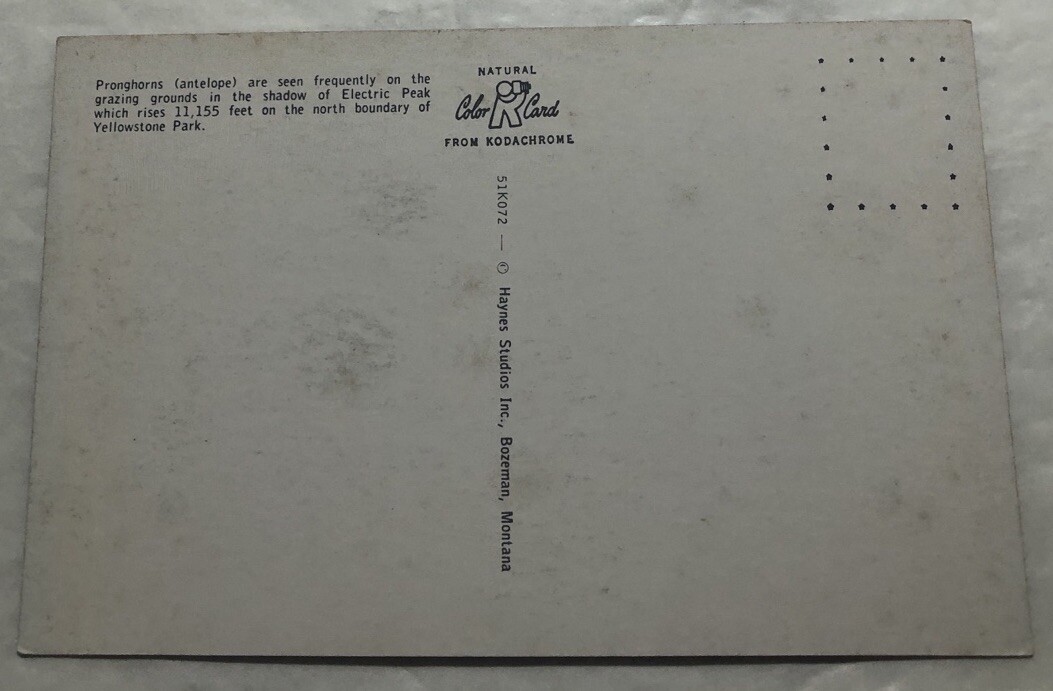 Pronghorns (antelope) are seen frequently on the
grazing grounds in the shadow of Electric Peak
which rises 11,155 feet on the north boundary of
Yellowstone Park.
NATURAL
Color Card
FROM KODACHROME
51K072 — © Haynes Studios Inc., Bozeman, Montana